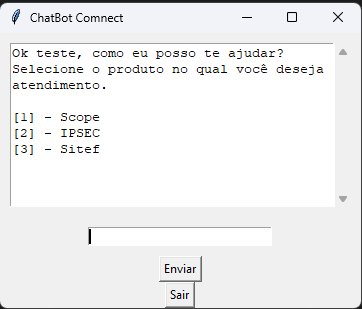 ChatBot Comnect
Ok teste, como eu posso te ajudar?
Selecione o produto no qual você deseja
atendimento.
[1] - Scope
[2] - IPSEC
[3] - Sitef
Enviar
Sair